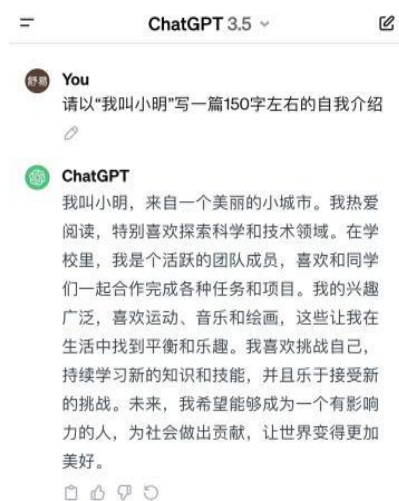 ChatGPT 3.5
舒易
You
请以“我叫小明”写一篇150字左右的自我介绍
ChatGPT
我叫小明，来自一个美丽的小城市。我热爱
阅读，特别喜欢探索科学和技术领域。在学
校里，我是个活跃的团队成员，喜欢和同学
们一起合作完成各种任务和项目。我的兴趣
广泛，喜欢运动、音乐和绘画，这些让我在
生活中找到平衡和乐趣。我喜欢挑战自己，
持续学习新的知识和技能，并且乐于接受新
的挑战。未来，我希望能够成为一个有影响
力的人，为社会做出贡献，让世界变得更加
美好。